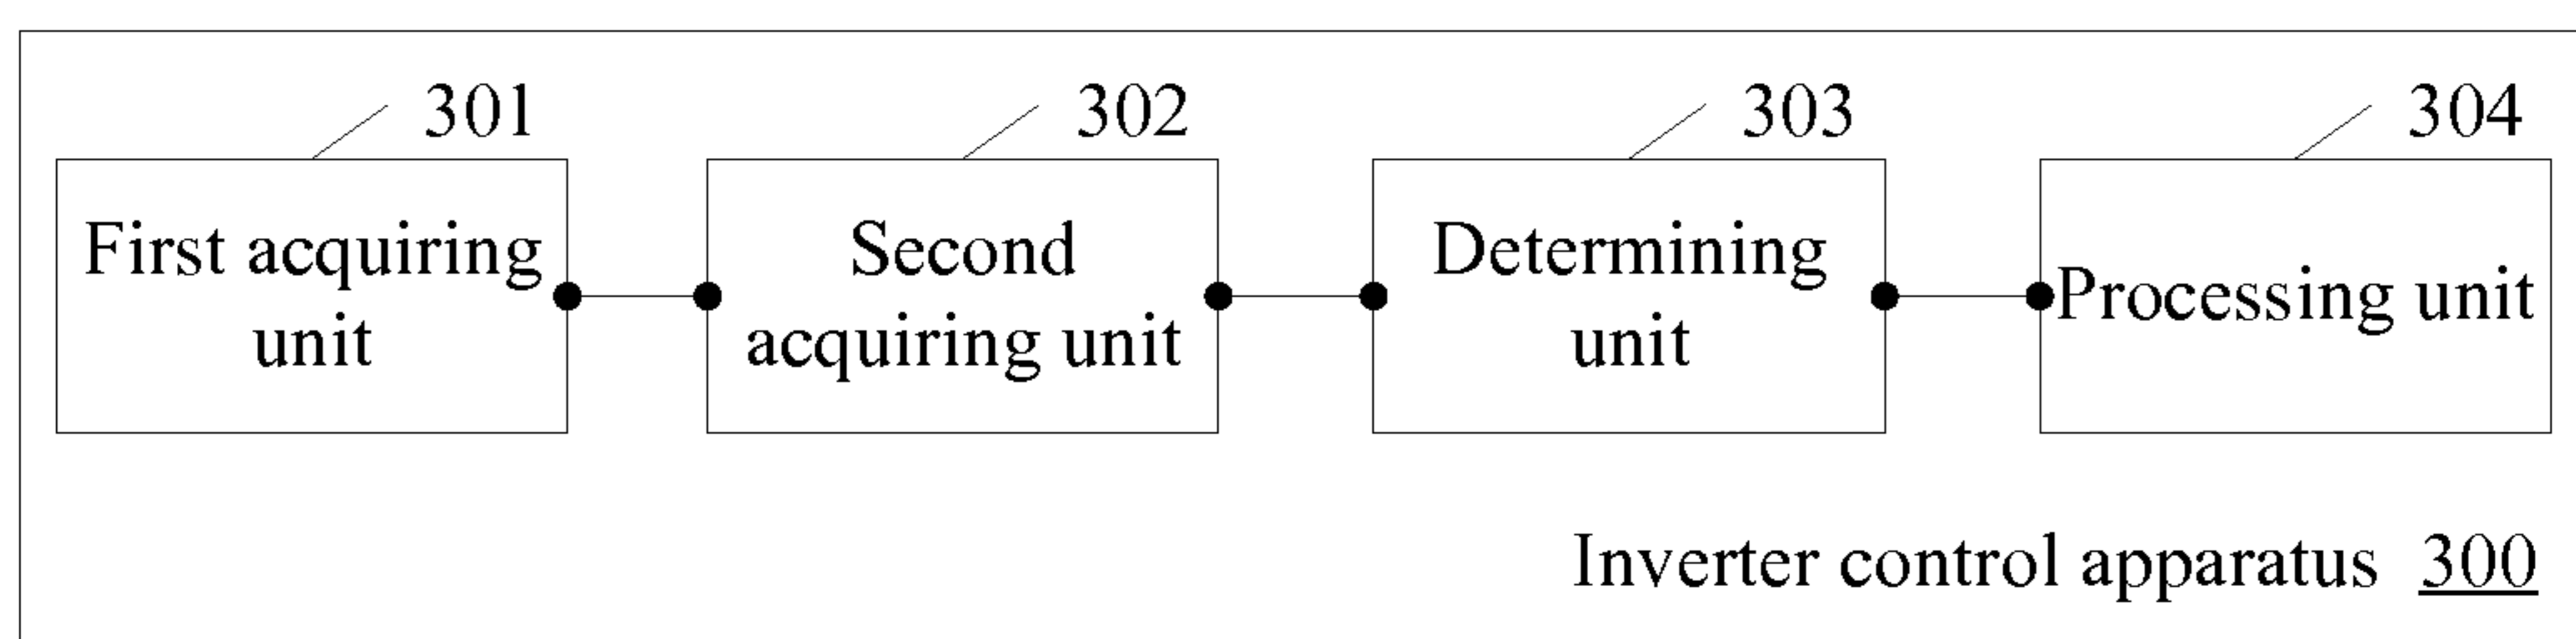 301
302
303
304
First acquiring
unit
Second
acquiring unit
Determining
unit
Processing unit
Inverter control apparatus 300